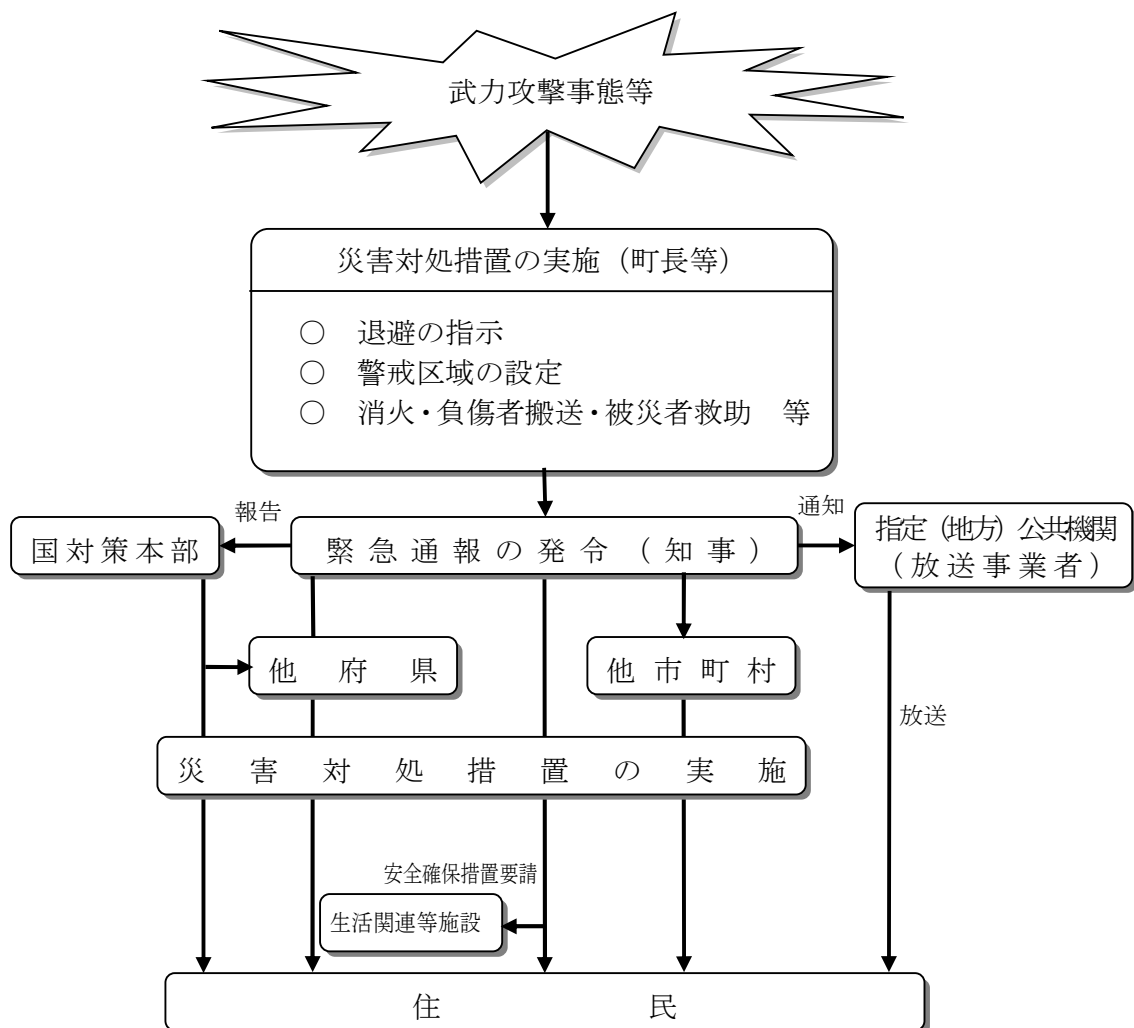 武力攻撃事態等
災害対処措置の実施（町長等）
○　退避の指示
○　警戒区域の設定
○　消火・負傷者搬送・被災者救助　等
報告
通知
国対策本部
緊急通報の発令（知事）
指定（地方）公共機関
（放送事業者）
他府県
他市町村
放送
災害対処措置の実施
安全確保措置要請
生活関連等施設
住民